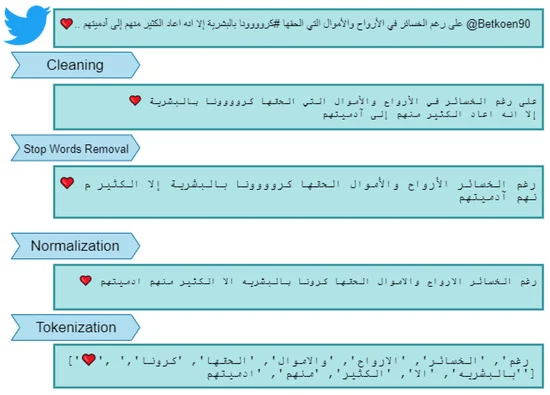 @Betkoen90 على رغم الخسائر في الأرواح والأموال التي الحقها #كروووونا بالبشرية إلا انه اعاد الكثير منهم إلى آدميتهم .. ❤
Cleaning
على رغم الخسائر في الأرواح والأموال التي الحقها كروووونا بالبشرية ❤
إلا انه اعاد الكثير منهم إلى آدميتهم
Stop Words Removal
رغم الخسائر الأرواح والأموال الحقها كروووونا بالبشرية إلا الكثير م ❤
نهم آدميتهم
Normalization
رغم الخسائر الارواح والاموال الحقها كرونا بالبشريه الا الكثير منهم ادميتهم ❤
Tokenization
['❤', 'رغم', 'الخسائر', 'الارواح', 'والاموال', 'الحقها', 'كرونا',
'بالبشريه', 'الا', 'الكثير', 'منهم', 'ادميتهم']